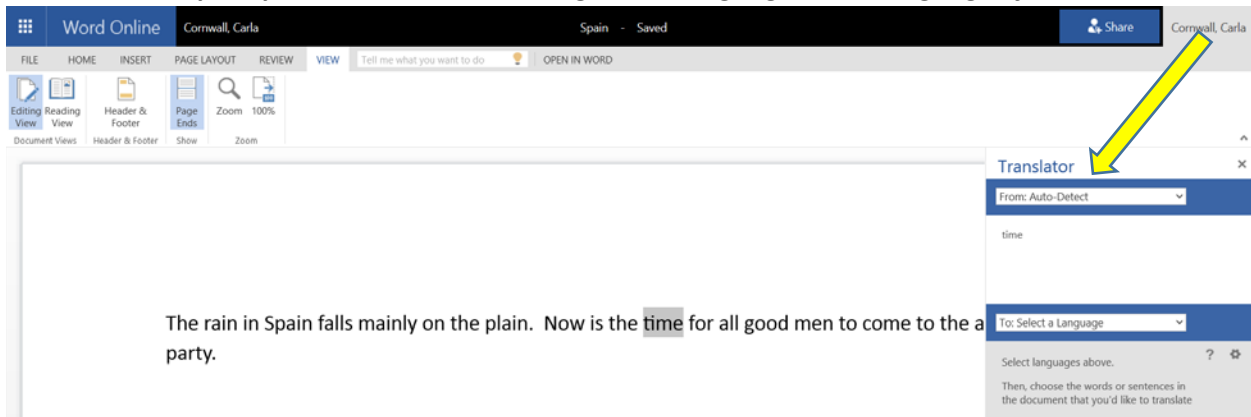 Word Online Cornwall, Carla Spain - Saved Share Cornwall, Carla
FILE HOME INSERT PAGE LAYOUT REVIEW VIEW Tell me what you want to do OPEN IN WORD
Editing View
Reading View
Header & Footer
Page Ends
Zoom
100%
Document Views Header & Footer Show Zoom
Translator
From: Auto-Detect
time
The rain in Spain falls mainly on the plain. Now is the time for all good men to come to the a
party.
To: Select a Language
Select languages above.
Then, choose the words or sentences in
the document that you'd like to translate
?